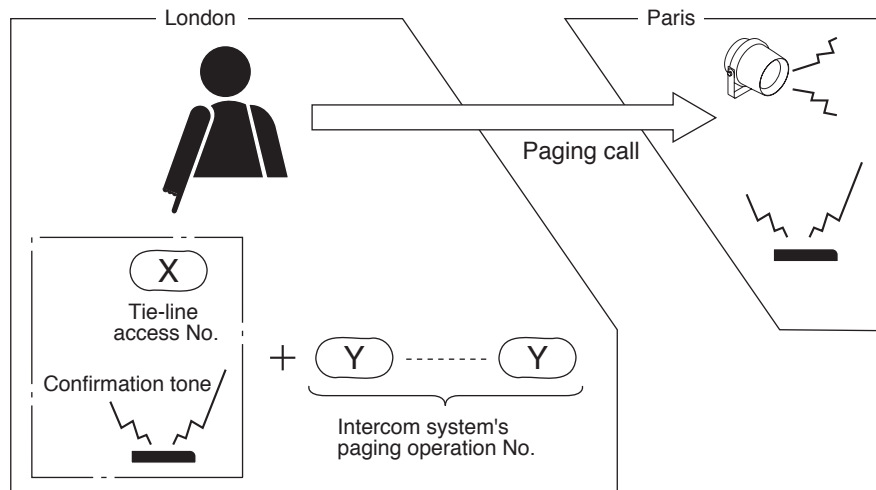 London
Paris
Paging call
X
Tie-line
access No.
+
Y
Y
Confirmation tone
Intercom system's
paging operation No.